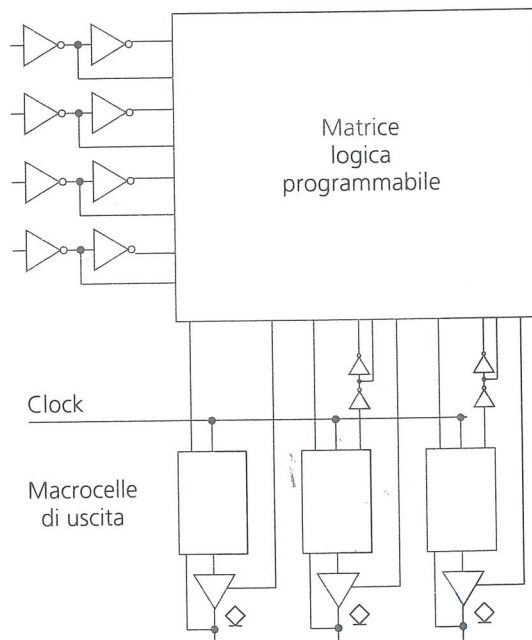 Matrice
logica
programmabile
Clock
Macrocelle
di uscita